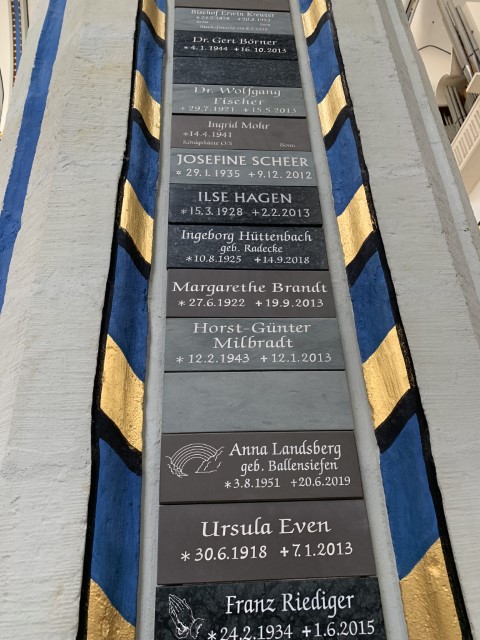 Bischof Erwin Kreuzer
Dr. Gert Börner
* 4.1.1944 + 16.10.2013
Dr. Wolfgang
Fischer
* 29.7.1921 + 15.5.2013
Ingrid Mohr
* 14.4.1941
Königshütte O/S Bonn
JOSEFINE SCHEER
* 29.1.1935 + 9.12.2012
ILSE HAGEN
* 15.3.1928 + 2.2.2013
Ingeborg Hüttenbach
geb. Radecke
* 10.8.1925 + 14.9.2018
Margarethe Brandt
* 27.6.1922 + 19.9.2013
Horst-Günter
Milbradt
* 12.2.1943 + 12.1.2013
Anna Landsberg
geb. Ballensiefen
* 3.8.1951 + 20.6.2019
Ursula Even
* 30.6.1918 + 7.1.2013
Franz Riediger
* 24.2.1934 + 1.6.2015